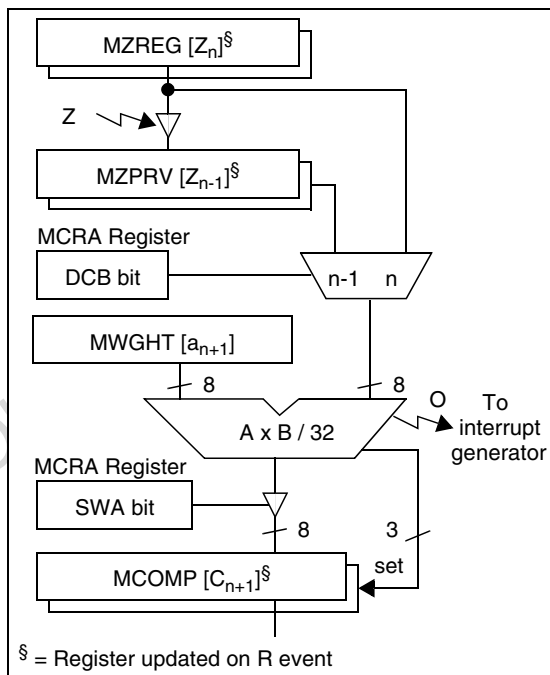 MZREG [Zn]§
Z
MZPRV [Zn-1]§
MCRA Register
DCB bit
n-1 n
MWGHT [an+1]
8
8
A x B / 32
O
To
interrupt
generator
MCRA Register
SWA bit
8
3
set
MCOMP [Cn+1]§
§ = Register updated on R event